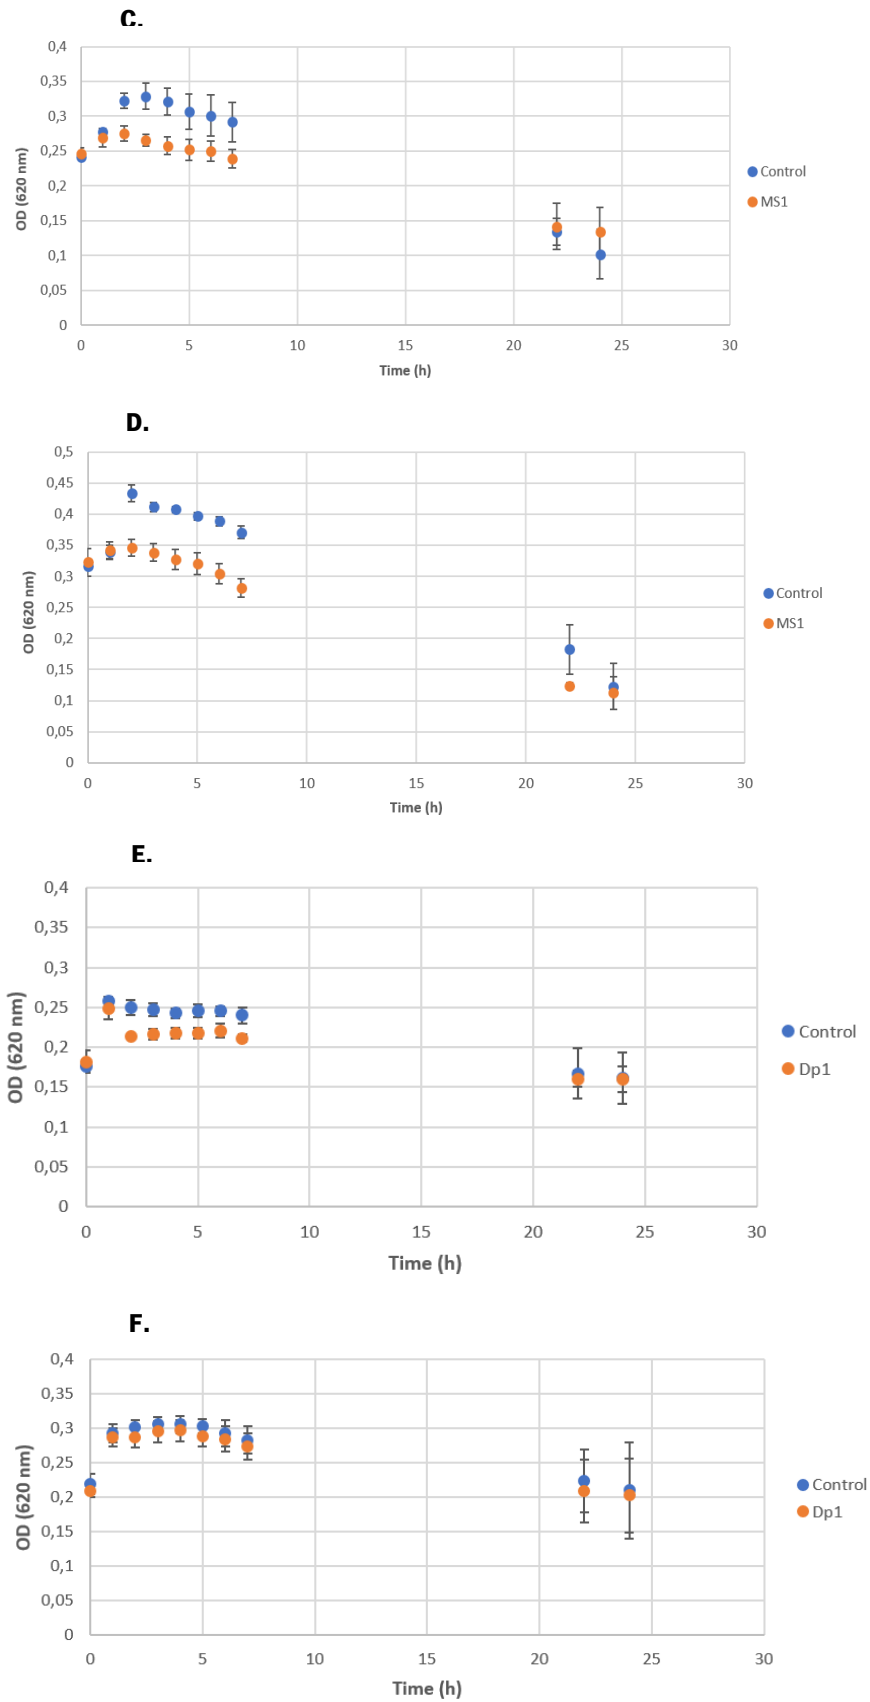 C.
0,4
0,35
0,3
0,25
0,2
0,15
0,1
0,05
0
OD (620 nm)
0 5 10 15 20 25 30
Time (h)
Control
MS1
D.
0,5
0,45
0,4
0,35
0,3
0,25
0,2
0,15
0,1
0,05
0
OD (620 nm)
0 5 10 15 20 25 30
Time (h)
Control
MS1
E.
0,4
0,35
0,3
0,25
0,2
0,15
0,1
0,05
0
OD (620 nm)
0 5 10 15 20 25 30
Time (h)
Control
Dp1
F.
0,4
0,35
0,3
0,25
0,2
0,15
0,1
0,05
0
OD (620 nm)
0 5 10 15 20 25 30
Time (h)
Control
Dp1